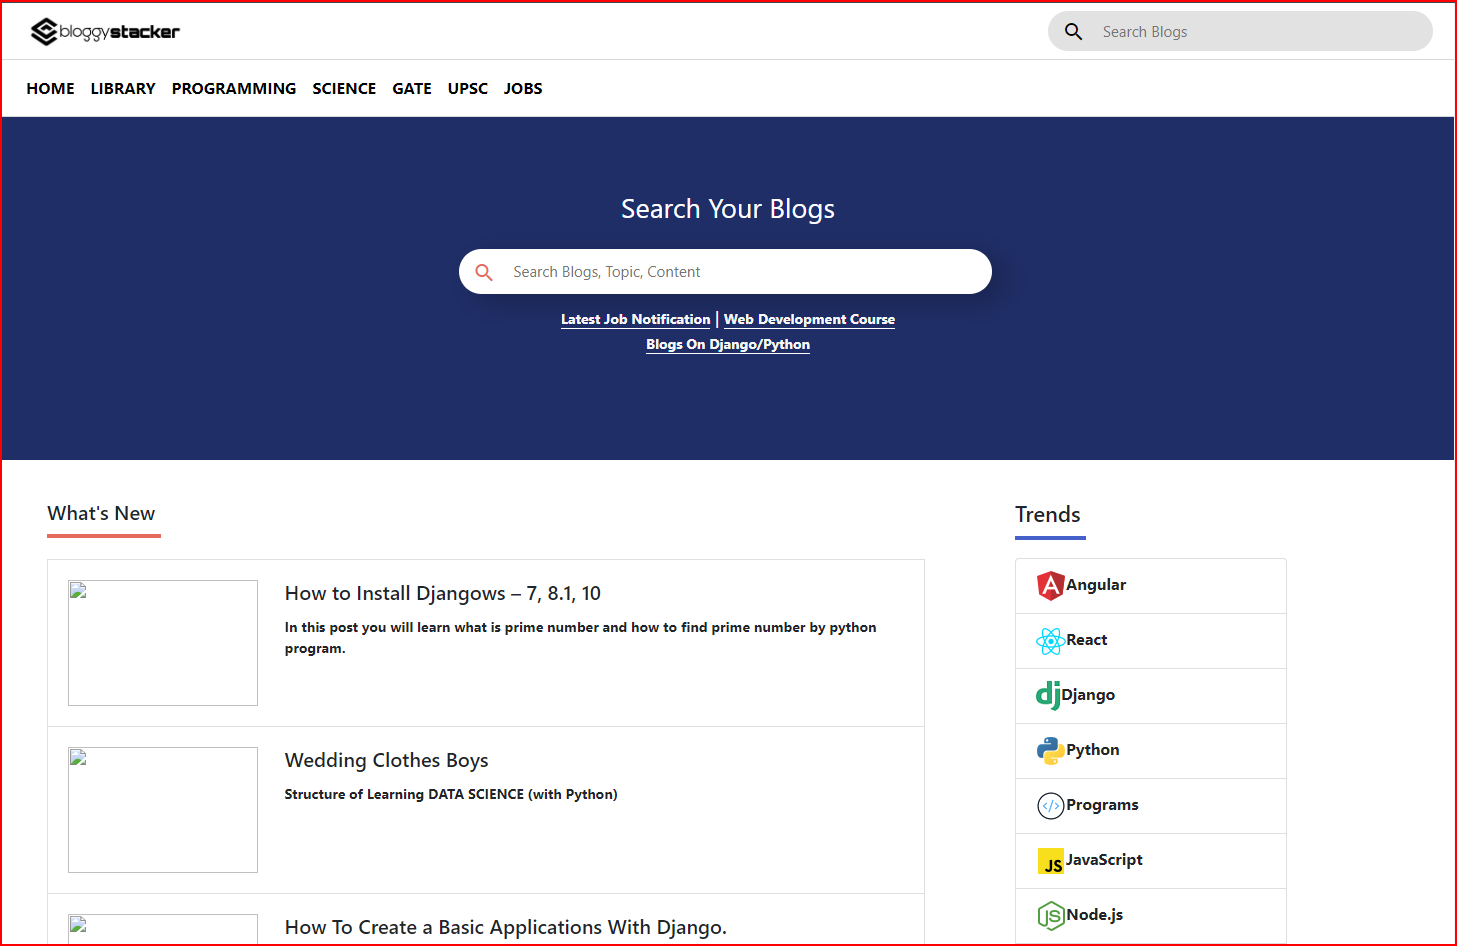 bloggystacker
Search Blogs
HOME LIBRARY PROGRAMMING SCIENCE GATE UPSC JOBS
Search Your Blogs
Search Blogs, Topic, Content
Latest Job Notification | Web Development Course
Blogs On Django/Python
What's New
How to Install Djangows – 7, 8.1, 10
In this post you will learn what is prime number and how to find prime number by python
program.
Wedding Clothes Boys
Structure of Learning DATA SCIENCE (with Python)
How To Create a Basic Applications With Django.
Trends
Angular
React
dj Django
Python
</> Programs
JS JavaScript
JS Node.js